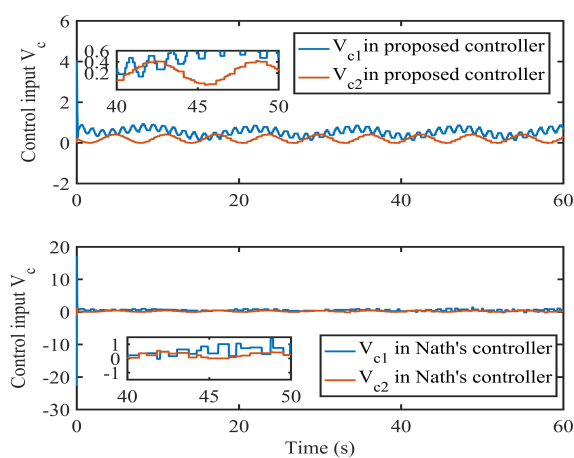 6
4
2
0
-2
Control input V_c
0.6
0.4
0.2
40 45 50
V_c1 in proposed controller
V_c2 in proposed controller
0 20 40 60
20
10
0
-10
-20
-30
Control input V_c
1
0
-1
40 45 50
V_c1 in Nath's controller
V_c2 in Nath's controller
0 20 40 60
Time (s)